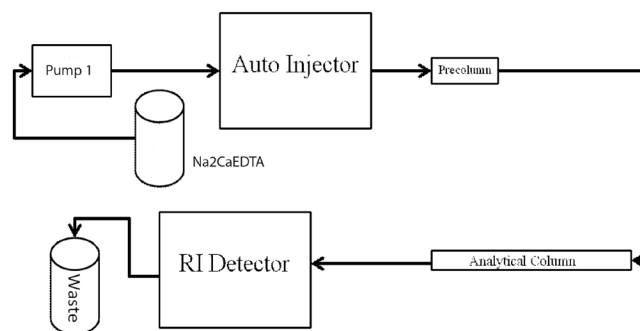 Pump 1
Auto Injector
Precolumn
Na2CaEDTA
Waste
RI Detector
Analytical Column